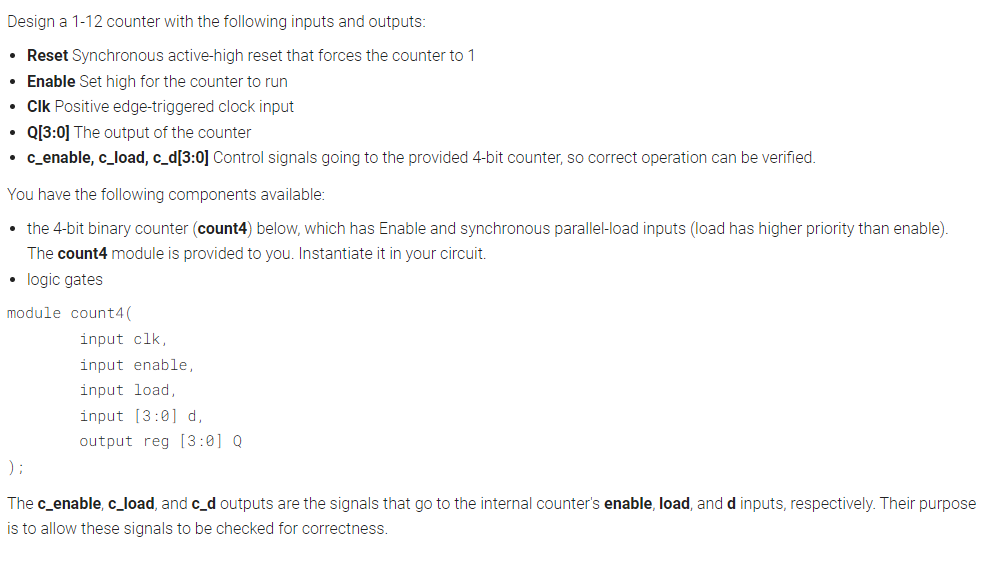 Design a 1-12 counter with the following inputs and outputs:
• Reset Synchronous active-high reset that forces the counter to 1
• Enable Set high for the counter to run
• Clk Positive edge-triggered clock input
• Q[3:0] The output of the counter
• c_enable, c_load, c_d[3:0] Control signals going to the provided 4-bit counter, so correct operation can be verified.
You have the following components available:
• the 4-bit binary counter (count4) below, which has Enable and synchronous parallel-load inputs (load has higher priority than enable).
The count4 module is provided to you. Instantiate it in your circuit.
• logic gates
module count4(
input clk,
input enable,
input load,
input [3:0] d,
output reg [3:0] Q
);
The c_enable, c_load, and c_d outputs are the signals that go to the internal counter's enable, load, and d inputs, respectively. Their purpose
is to allow these signals to be checked for correctness.